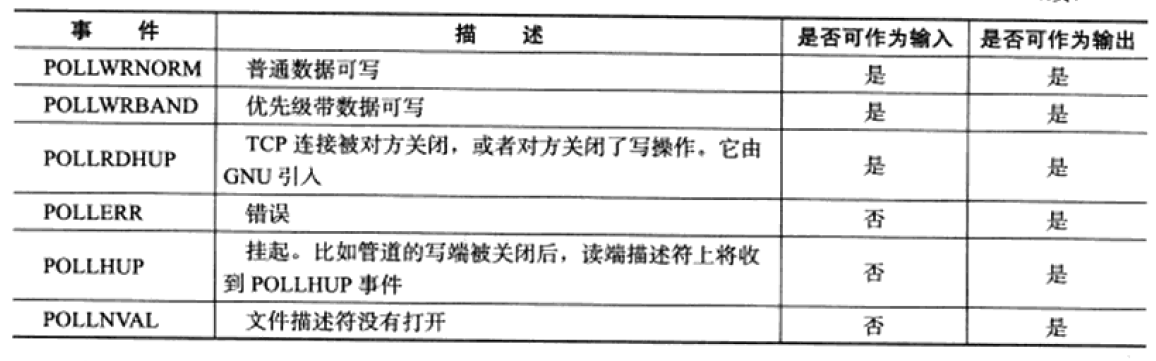 事 件 描 述 是否可作为输入 是否可作为输出
POLLWRNORM 普通数据可写 是 是
POLLWRBAND 优先级带数据可写 是 是
POLLRDHUP TCP 连接被对方关闭，或者对方关闭了写操作。它由
GNU 引入 是 是
POLLERR 错误 否 是
POLLHUP 挂起。比如管道的写端被关闭后，读端描述符上将收
到 POLLHUP 事件 否 是
POLLNVAL 文件描述符没有打开 否 是